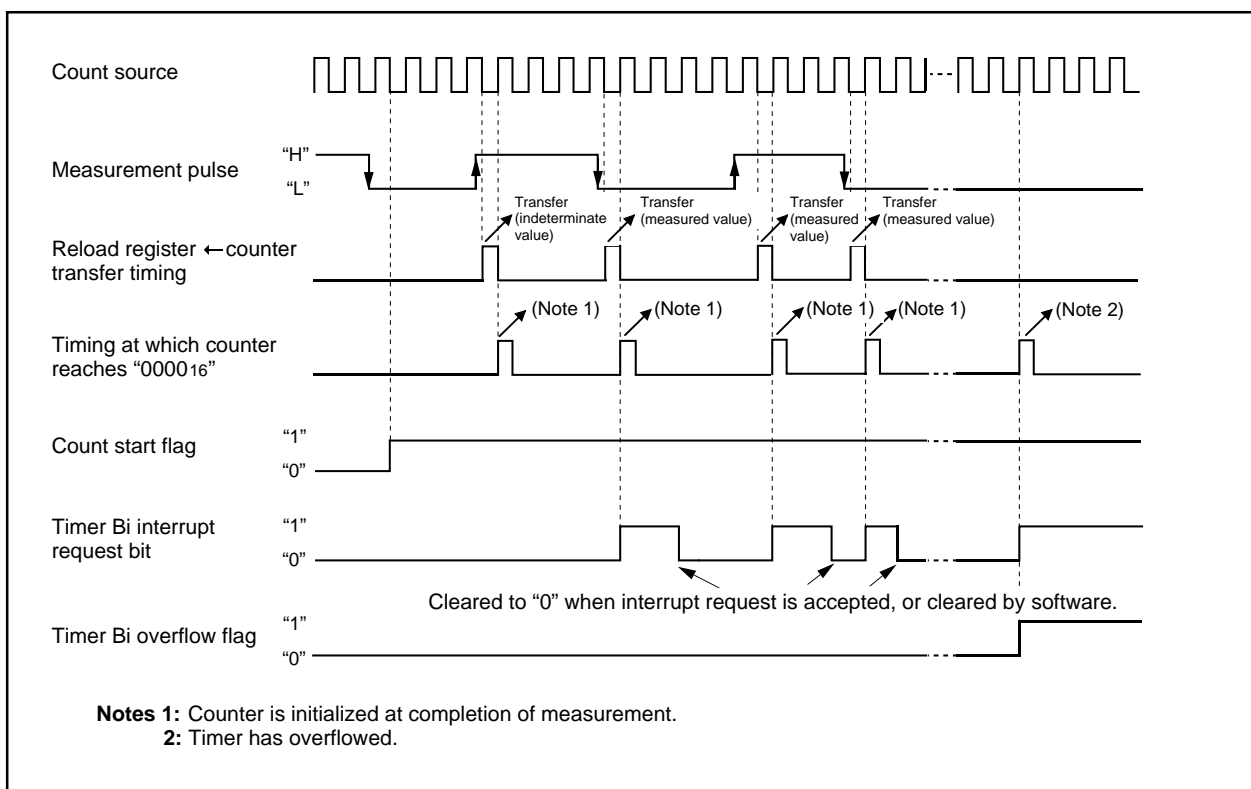 Count source
Measurement pulse
“H”
“L”
Transfer
(indeterminate
value)
Transfer
(measured value)
Transfer
(measured
value)
Transfer
(measured value)
Reload register ←counter
transfer timing
(Note 1)
(Note 1)
(Note 1)
(Note 1)
(Note 2)
Timing at which counter
reaches “000016”
Count start flag
“1”
“0”
Timer Bi interrupt
request bit
“1”
“0”
Cleared to “0” when interrupt request is accepted, or cleared by software.
Timer Bi overflow flag
“1”
“0”
Notes 1: Counter is initialized at completion of measurement.
2: Timer has overflowed.